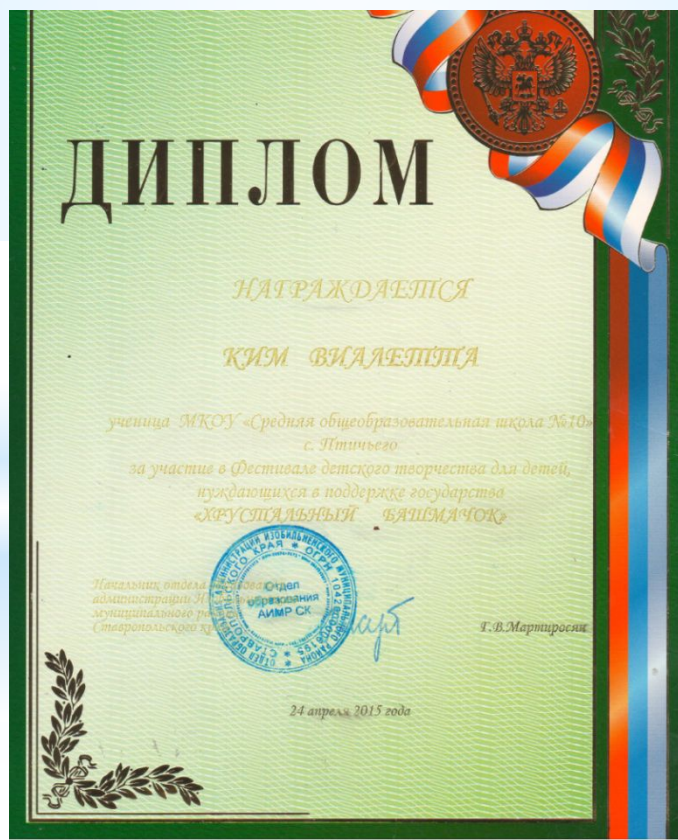 ДИПЛОМ
НАГРАЖДАЕТСЯ
КИМ ВИАЛЕТТА
ученица МКОУ «Средняя общеобразовательная школа №10»
с. Птичьего
за участие в Фестивале детского творчества для детей,
нуждающихся в поддержке государства
«ХРУСТАЛЬНЫЙ БАШМАЧОК»
Начальник отдела
администрации
муниципального
Ставропольского
Отдел
образования
АИМР СК
Г.В.Мартиросян
24 апреля 2015 года